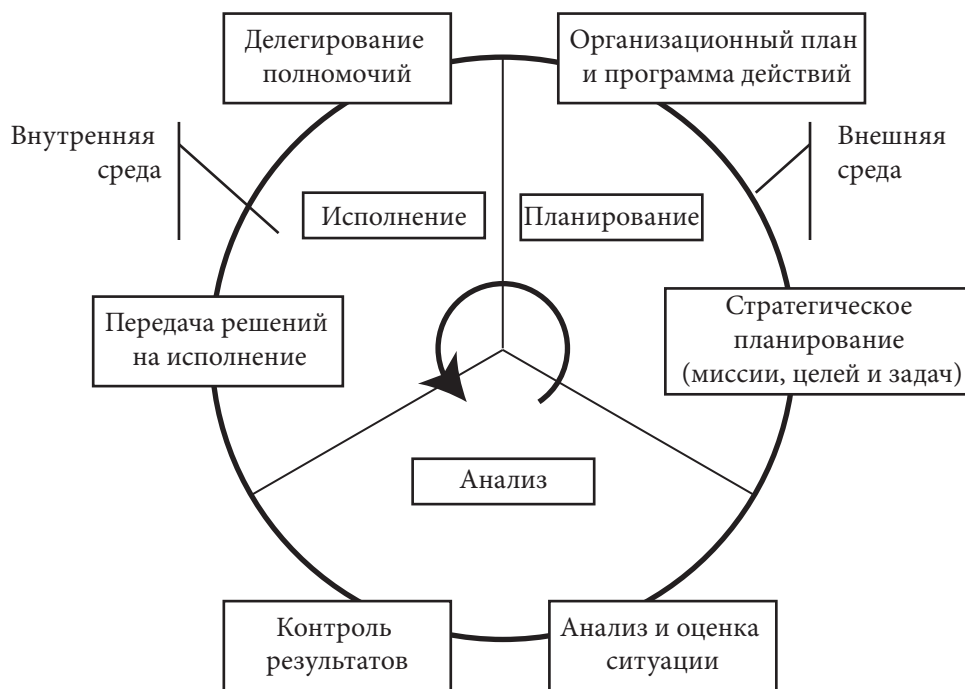 Делегирование
полномочий
Организационный план
и программа действий
Внутренняя
среда
Внешняя
среда
Исполнение
Планирование
Передача решений
на исполнение
Стратегическое
планирование
(миссии, целей и задач)
Анализ
Контроль
результатов
Анализ и оценка
ситуации